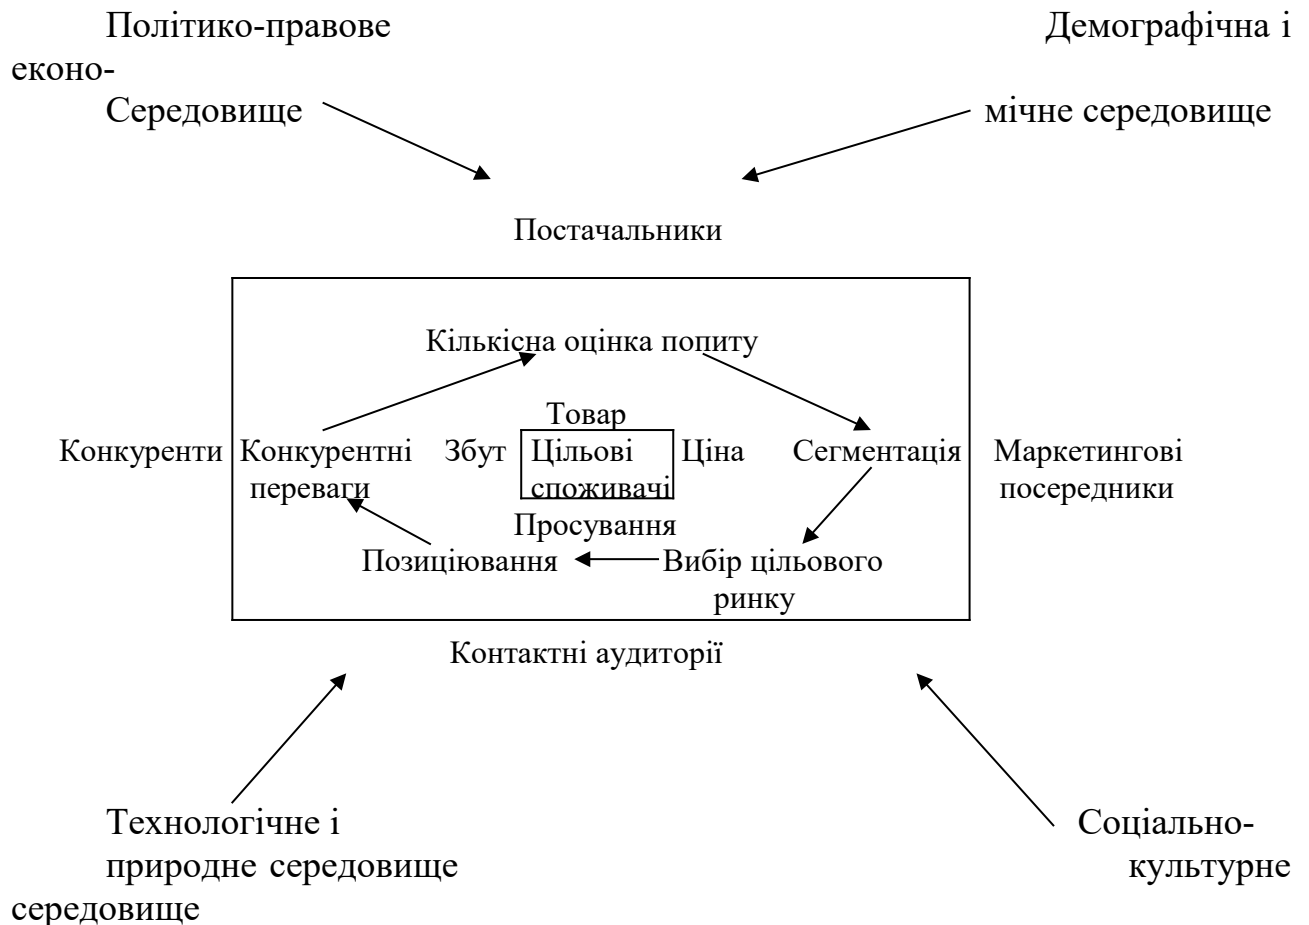 Політико-правове Демографічна і
еконо-
Середовище мічне середовище
Постачальники
Кількісна оцінка попиту
Товар
Конкуренти Конкурентні Збут Цільові Ціна Сегментація Маркетингові
переваги споживачі посередники
Просування
Позиціювання Вибір цільового
ринку
Контактні аудиторії
Технологічне і Соціально-
природне середовище культурне
середовище